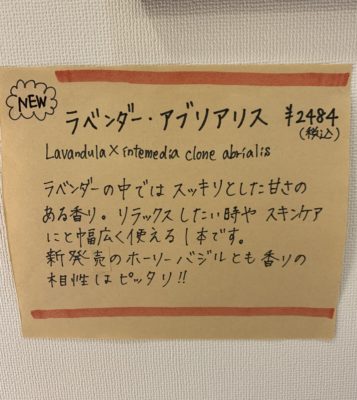 NEW
ラベンダー・アブリアリス ¥2484
(税込)
Lavandula×intemedia clone abrialis
ラベンダーの中ではスッキリとした甘さの
ある香り。リラックスしたい時やスキンケア
にと幅広く使える1本です。
新発売のホーリーバジルとも香りの
相性はピッタリ!!